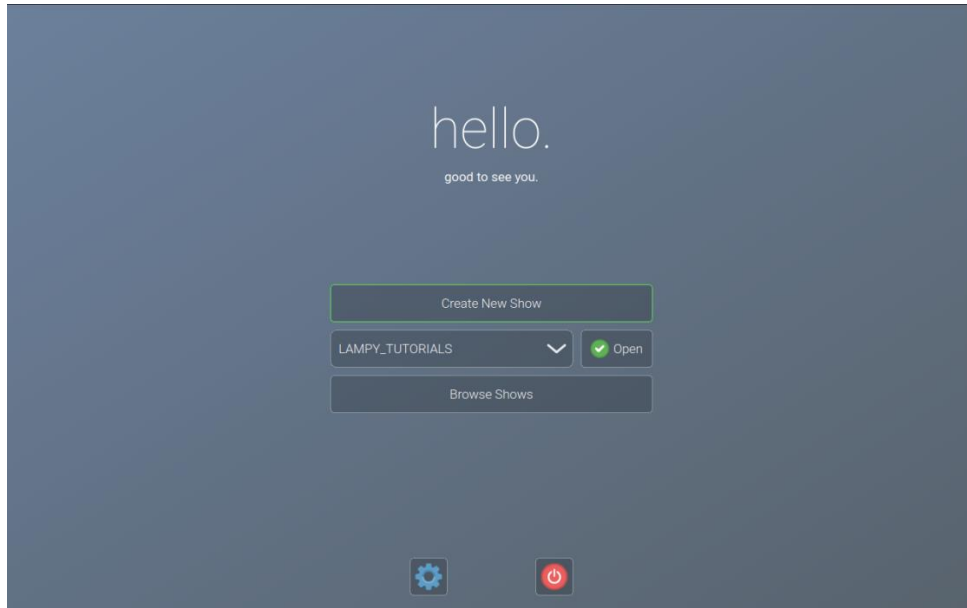 hello.
good to see you.
Create New Show
LAMPY_TUTORIALS
Open
Browse Shows